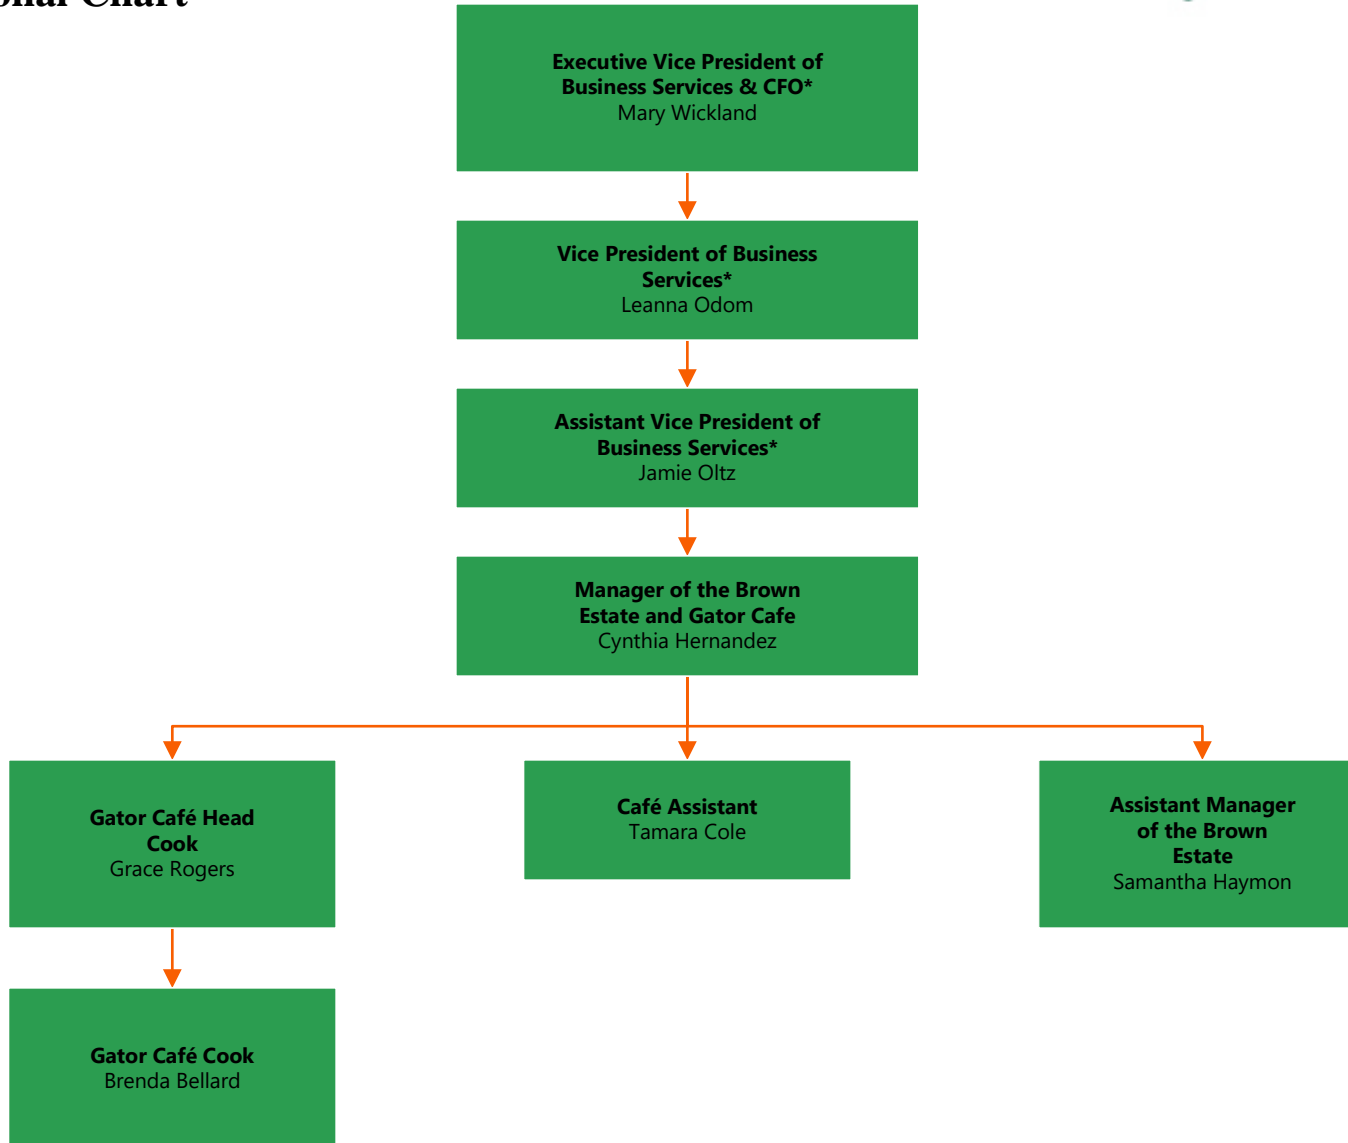 Chart
Executive Vice President of
Business Services & CFO*
Mary Wickland
Vice President of Business
Services*
Leanna Odom
Assistant Vice President of
Business Services*
Jamie Oltz
Manager of the Brown
Estate and Gator Cafe
Cynthia Hernandez
Gator Café Head
Cook
Grace Rogers
Café Assistant
Tamara Cole
Assistant Manager
of the Brown
Estate
Samantha Haymon
Gator Café Cook
Brenda Bellard